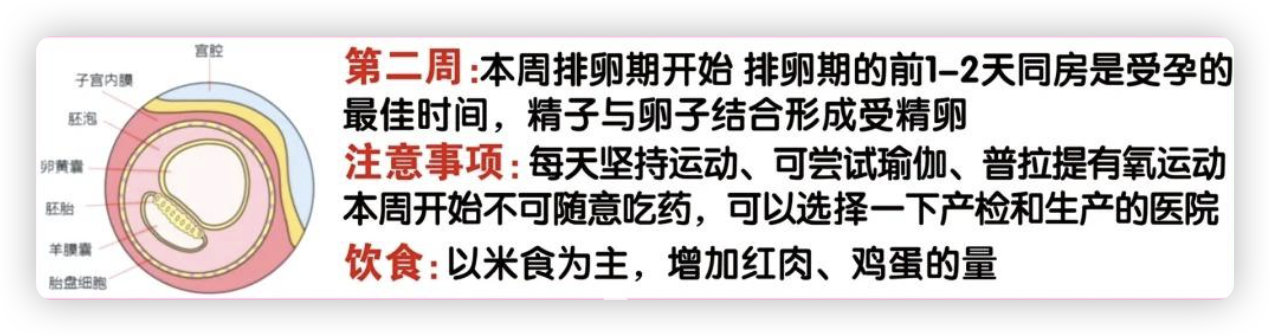 宫腔
子宫内膜
胚泡
卵黄囊
胚胎
羊膜囊
胎盘细胞
第二周:本周排卵期开始 排卵期的前1-2天同房是受孕的
最佳时间，精子与卵子结合形成受精卵
注意事项:每天坚持运动、可尝试瑜伽、普拉提有氧运动
本周开始不可随意吃药，可以选择一下产检和生产的医院
饮食:以米食为主，增加红肉、鸡蛋的量